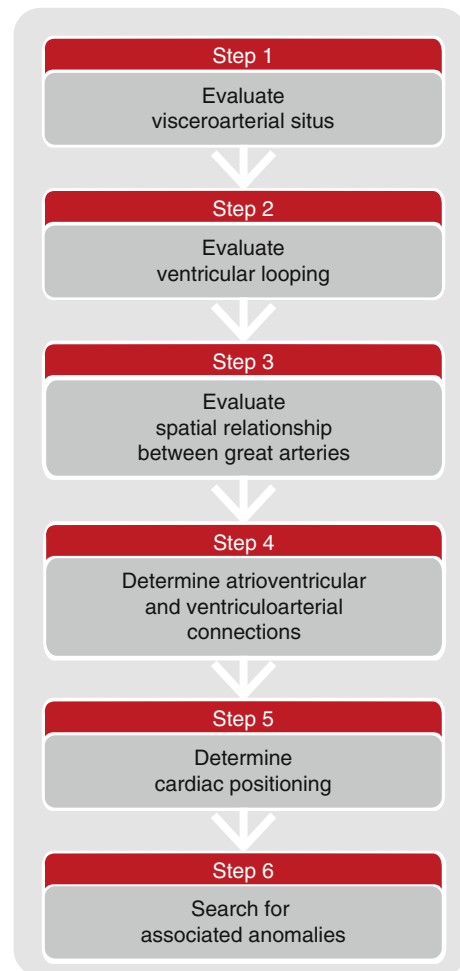 Step 1
Evaluate
visceroarterial situs
Step 2
Evaluate
ventricular looping
Step 3
Evaluate
spatial relationship
between great arteries
Step 4
Determine atrioventricular
and ventriculoarterial
connections
Step 5
Determine
cardiac positioning
Step 6
Search for
associated anomalies